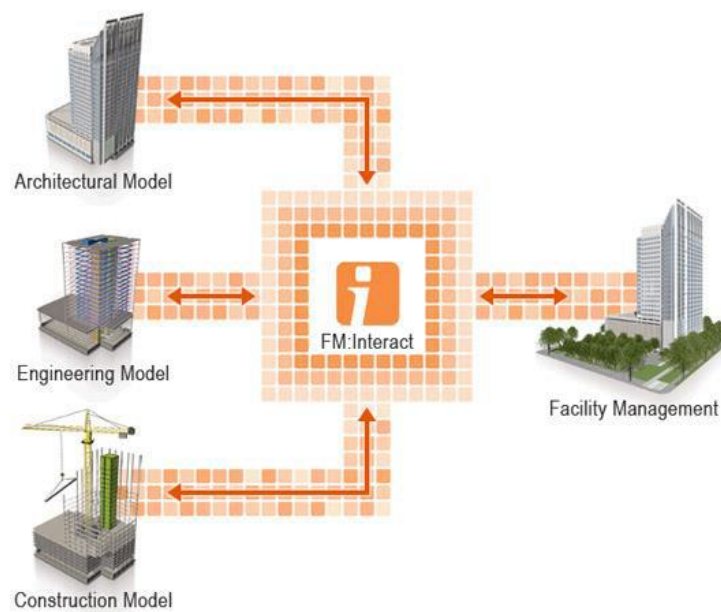 Architectural Model
Engineering Model
FM:Interact
Facility Management
Construction Model